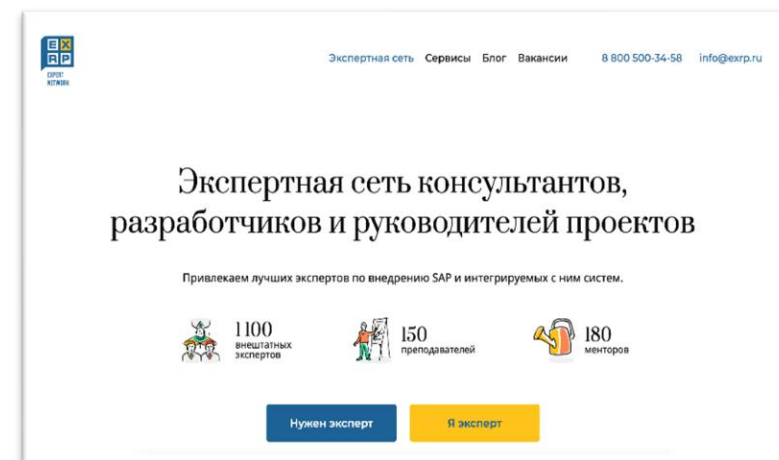 EX
RP
EXPERT
NETWORK
Экспертная сеть Сервисы Блог Вакансии 8 800 500-34-58 info@exrp.ru
Экспертная сеть консультантов,
разработчиков и руководителей проектов
Привлекаем лучших экспертов по внедрению SAP и интегрируемых с ним систем.
1100
внештатных
экспертов
150
преподавателей
180
менторов
Нужен эксперт
Я эксперт